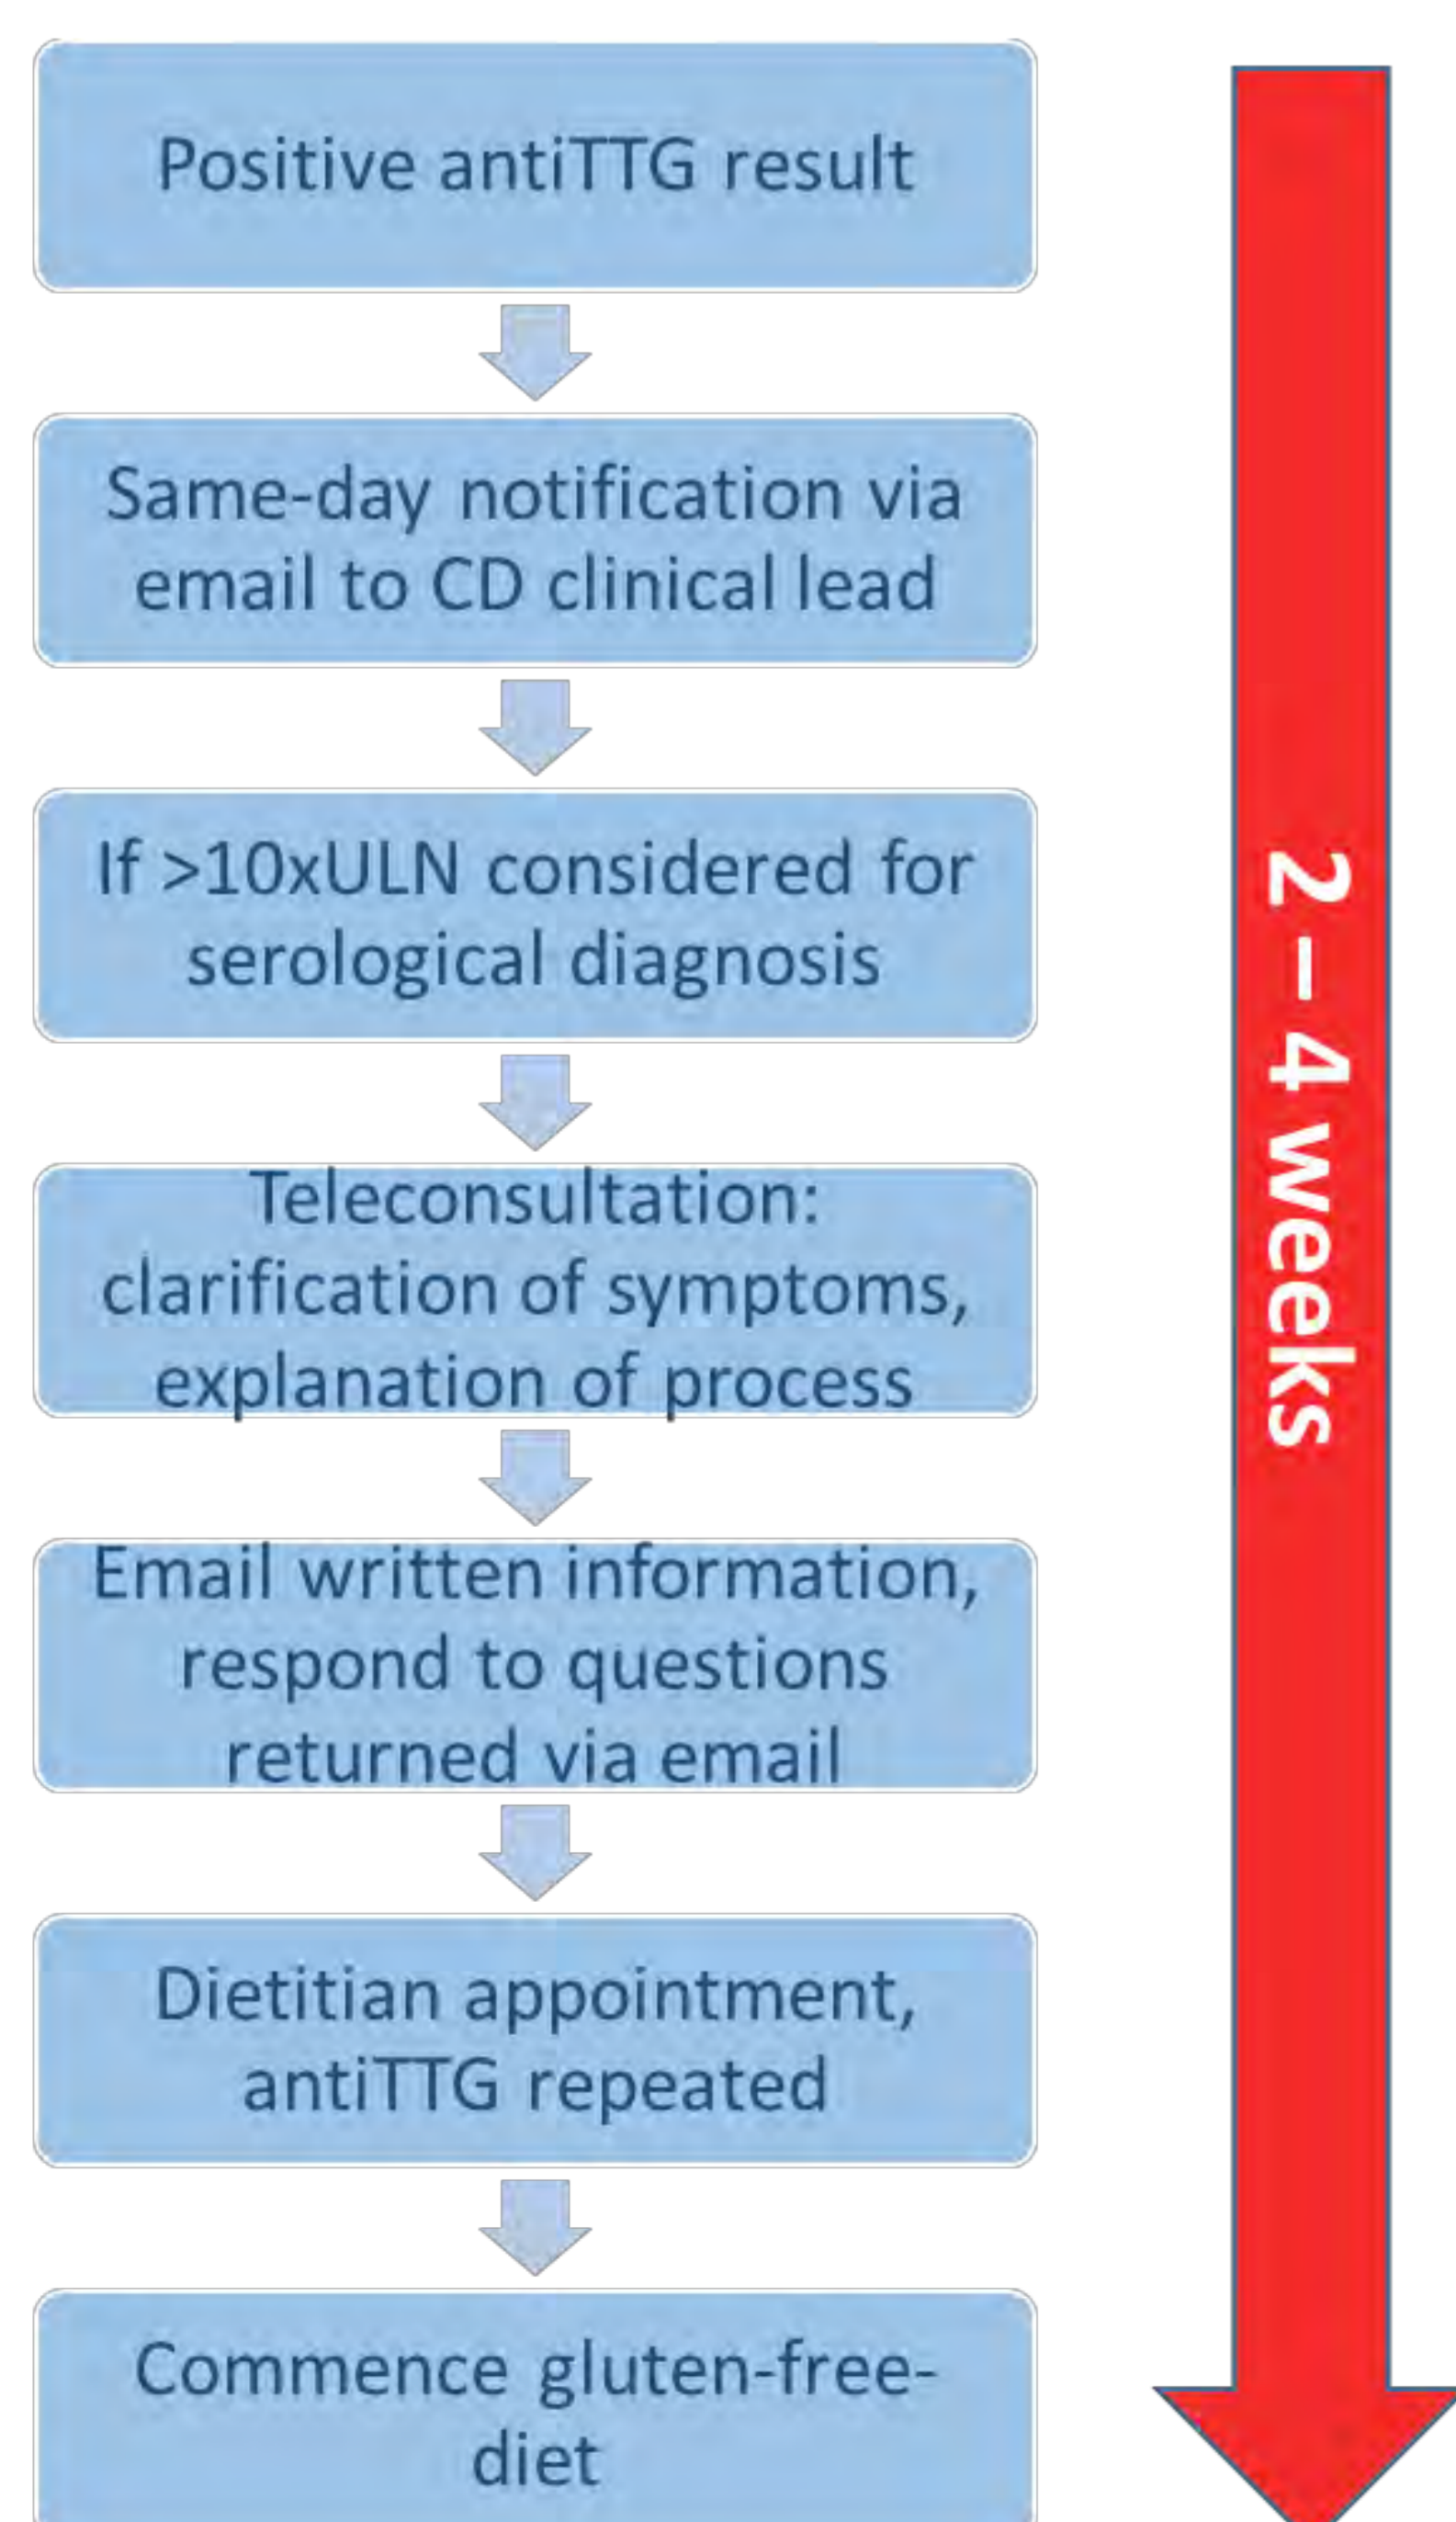 Positive antiTTG result
Same-day notification via
email to CD clinical lead
If >10xULN considered for
serological diagnosis
Teleconsultation:
clarification of symptoms,
explanation of process
Email written information,
respond to questions
returned via email
Dietitian appointment,
antiTTG repeated
Commence gluten-free-
diet
2 – 4 weeks